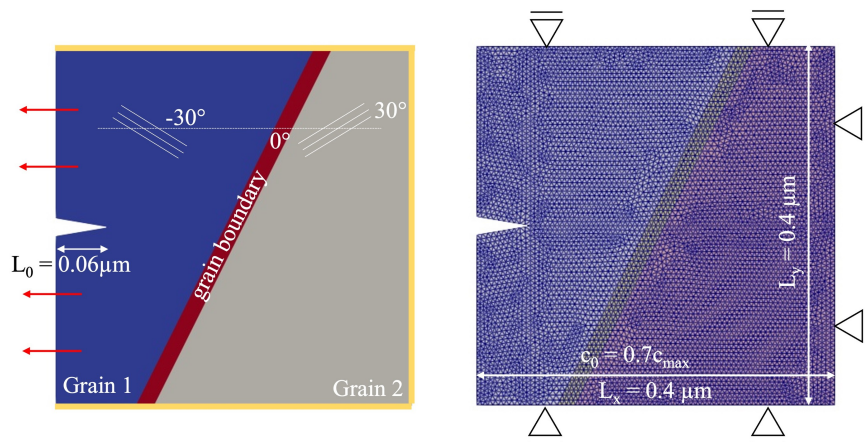 -30°
30°
0°
grain boundary
L₀ = 0.06µm
Grain 1
Grain 2
L_y = 0.4 µm
c₀ = 0.7c_max
Lₓ = 0.4 µm